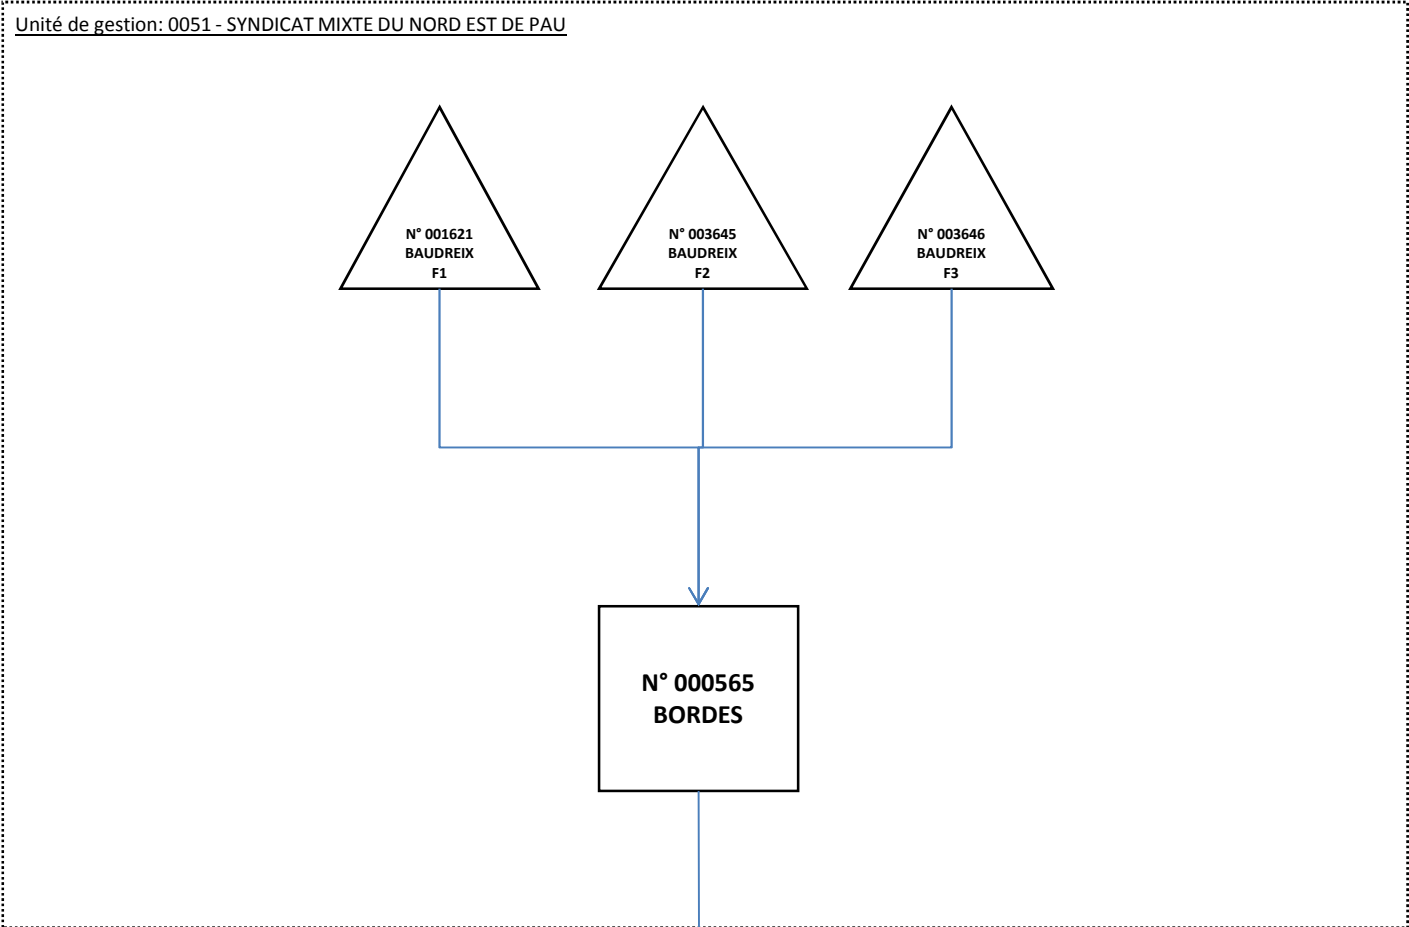 Unité de gestion: 0051 - SYNDICAT MIXTE DU NORD EST DE PAU
N° 001621
BAUDREIX
F1
N° 003645
BAUDREIX
F2
N° 003646
BAUDREIX
F3
N° 000565
BORDES